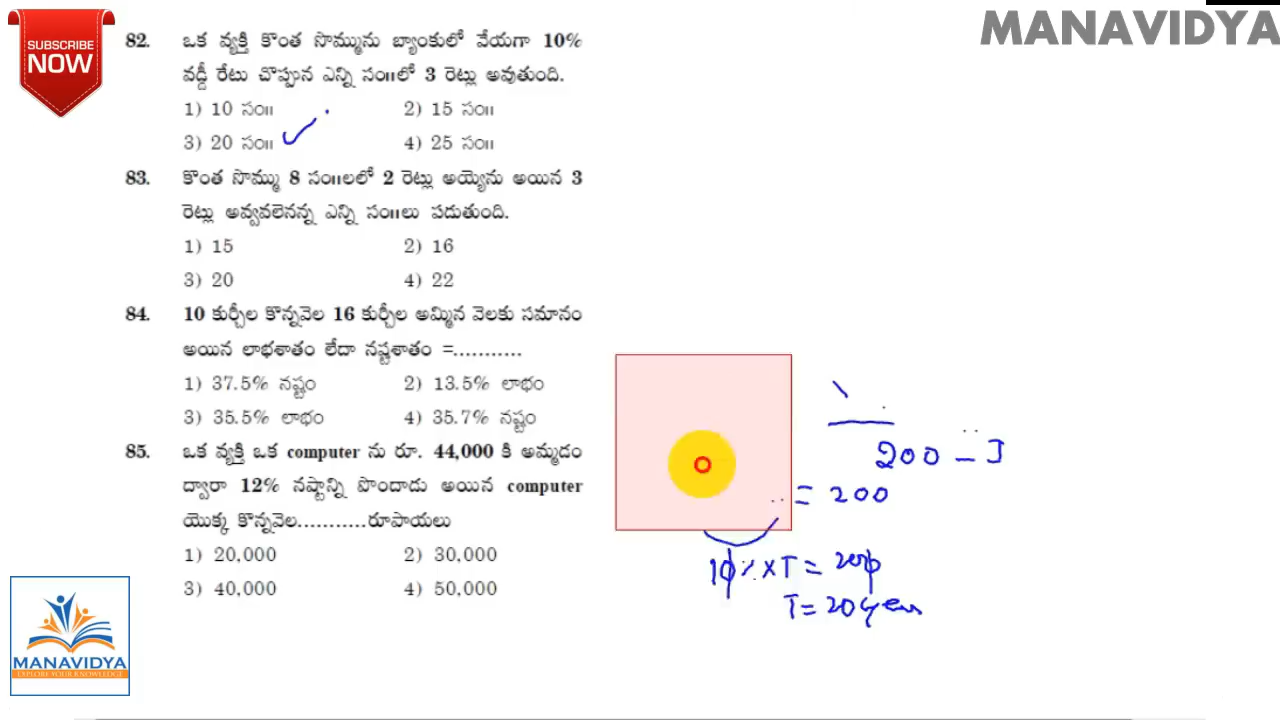 SUBSCRIBE
NOW
MANAVIDYA
82. ఒక వ్యక్తి కొంత సొమ్మును బ్యాంకులో వేయగా 10%
వడ్డీ రేటు చొప్పున ఎన్ని సం॥లో 3 రెట్లు అవుతుంది.
1) 10 సం॥ 2) 15 సం॥
3) 20 సం॥ 4) 25 సం॥
83. కొంత సొమ్ము 8 సం॥లలో 2 రెట్లు అయ్యెను అయిన 3
రెట్లు అవ్వవలెనన్న ఎన్ని సం॥లు పడుతుంది.
1) 15 2) 16
3) 20 4) 22
84. 10 కుర్చీల కొన్నవెల 16 కుర్చీల అమ్మిన వెలకు సమానం
అయిన లాభశాతం లేదా నష్టశాతం =...........
1) 37.5% నష్టం 2) 13.5% లాభం
3) 35.5% లాభం 4) 35.7% నష్టం
85. ఒక వ్యక్తి ఒక computer ను రూ. 44,000 కి అమ్మడం
ద్వారా 12% నష్టాన్ని పొందాడు అయిన computer
యొక్క కొన్నవెల...........రూపాయలు
1) 20,000 2) 30,000
3) 40,000 4) 50,000
200 – I
= 200
10% × T = 200
T = 20 years
MANAVIDYA
EXPLORE YOUR KNOWLEDGE